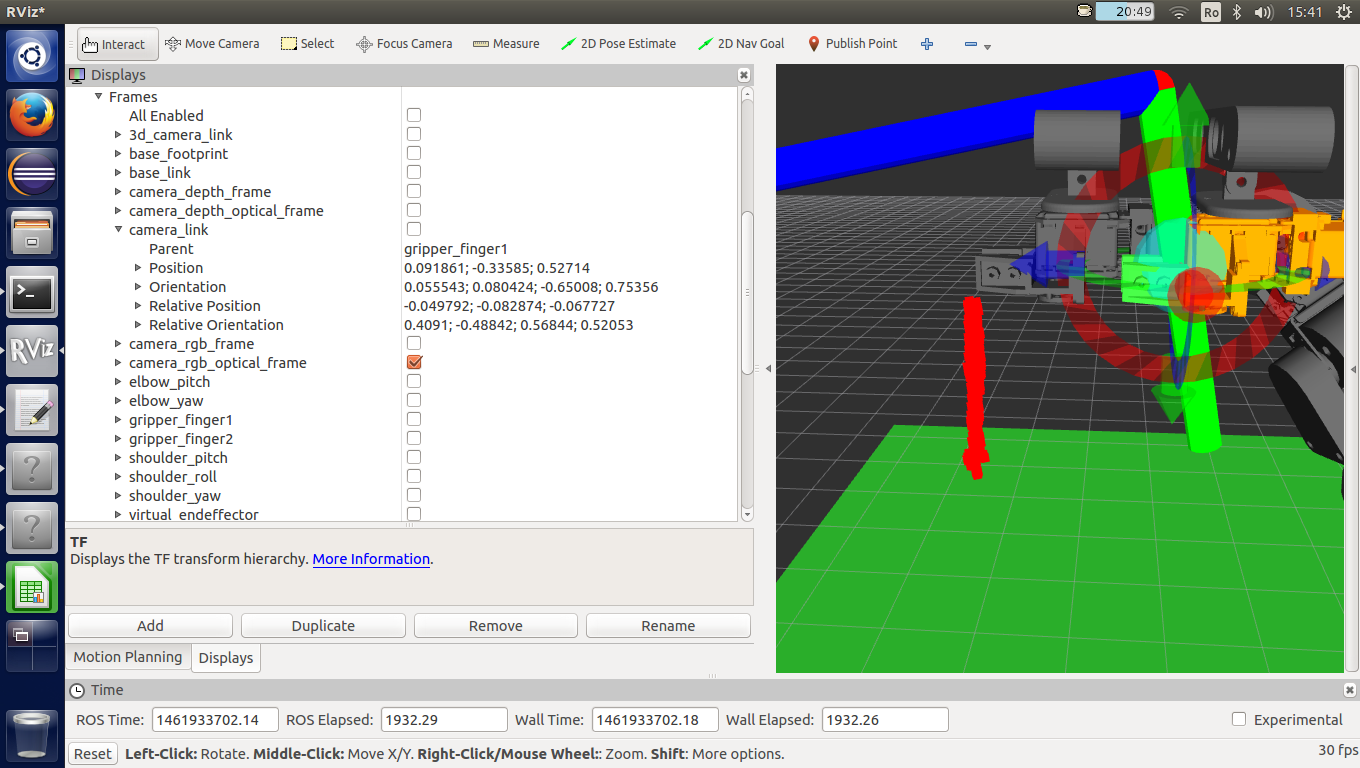 RViz*
20:49
Ro
15:41
Interact
Move Camera
Select
Focus Camera
Measure
2D Pose Estimate
2D Nav Goal
Publish Point
Displays
Frames
All Enabled
3d_camera_link
base_footprint
base_link
camera_depth_frame
camera_depth_optical_frame
camera_link
Parent gripper_finger1
Position 0.091861; -0.33585; 0.52714
Orientation 0.055543; 0.080424; -0.65008; 0.75356
Relative Position -0.049792; -0.082874; -0.067727
Relative Orientation 0.4091; -0.48842; 0.56844; 0.52053
camera_rgb_frame
camera_rgb_optical_frame
elbow_pitch
elbow_yaw
gripper_finger1
gripper_finger2
shoulder_pitch
shoulder_roll
shoulder_yaw
virtual_endeffector
RViz
TF
Displays the TF transform hierarchy. More Information.
Add
Duplicate
Remove
Rename
Motion Planning
Displays
Time
ROS Time: 1461933702.14 ROS Elapsed: 1932.29 Wall Time: 1461933702.18 Wall Elapsed: 1932.26 Experimental
Reset Left-Click: Rotate. Middle-Click: Move X/Y. Right-Click/Mouse Wheel:: Zoom. Shift: More options. 30 fps